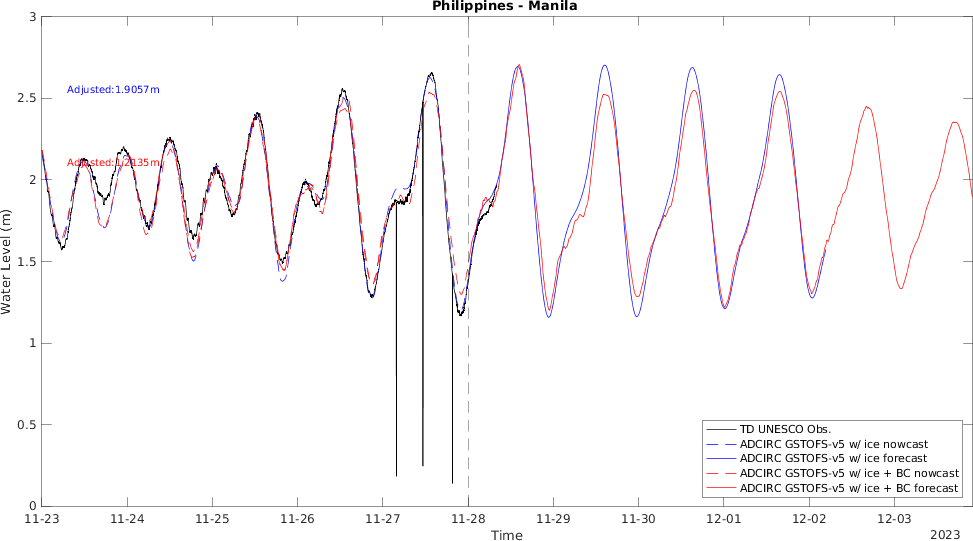 Philippines - Manila
3
Adjusted:1.9057m
2.5
Adjusted:1.2135m
2
1.5
1
0.5
0
Water Level (m)
TD UNESCO Obs.
ADCIRC GSTOFS-v5 w/ ice nowcast
ADCIRC GSTOFS-v5 w/ ice forecast
ADCIRC GSTOFS-v5 w/ ice + BC nowcast
ADCIRC GSTOFS-v5 w/ ice + BC forecast
11-23 11-24 11-25 11-26 11-27 11-28 11-29 11-30 12-01 12-02 12-03
Time
2023